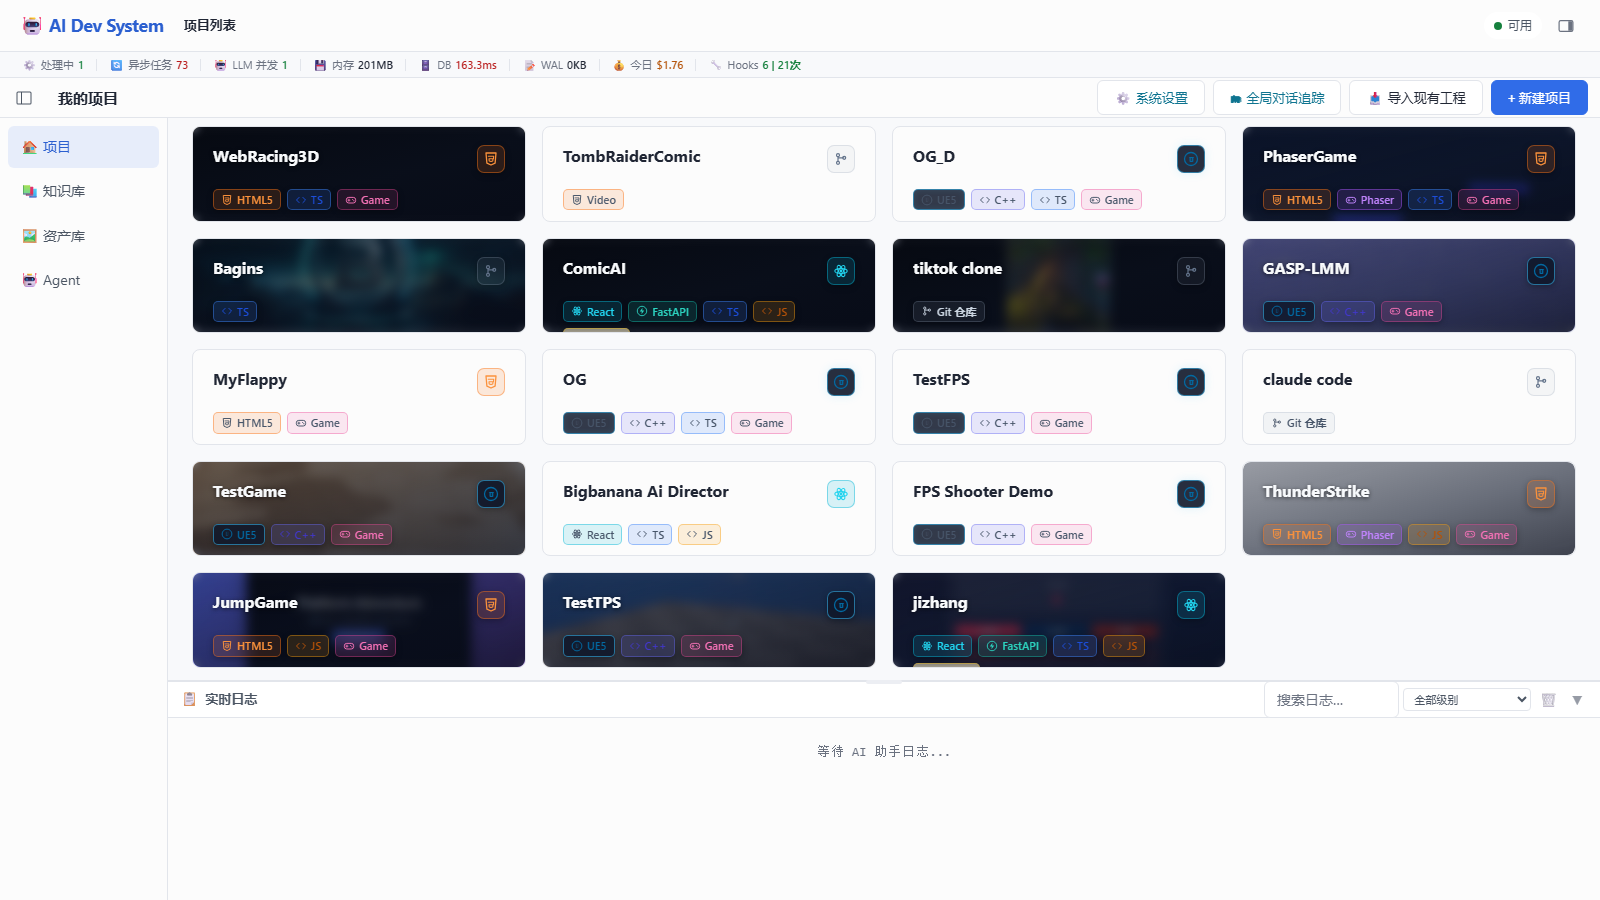 AI Dev System 项目列表 可用
处理中 1 异步任务 73 LLM 并发 1 内存 201MB DB 163.3ms WAL 0KB 今日 $1.76 Hooks 6 | 21次
我的项目 系统设置 全局对话追踪 导入现有工程 + 新建项目
项目
知识库
资产库
Agent
WebRacing3D
HTML5 TS Game
TombRaiderComic
Video
OG_D
UE5 C++ TS Game
PhaserGame
HTML5 Phaser TS Game
Bagins
TS
ComicAI
React FastAPI TS JS
tiktok clone
Git 仓库
GASP-LMM
UE5 C++ Game
MyFlappy
HTML5 Game
OG
UE5 C++ TS Game
TestFPS
UE5 C++ Game
claude code
Git 仓库
TestGame
UE5 C++ Game
Bigbanana Ai Director
React TS JS
FPS Shooter Demo
UE5 C++ Game
ThunderStrike
HTML5 Phaser Game
JumpGame
HTML5 JS Game
TestTPS
UE5 C++ Game
jizhang
React FastAPI TS JS
实时日志 搜索日志... 全部级别
等待 AI 助手日志...